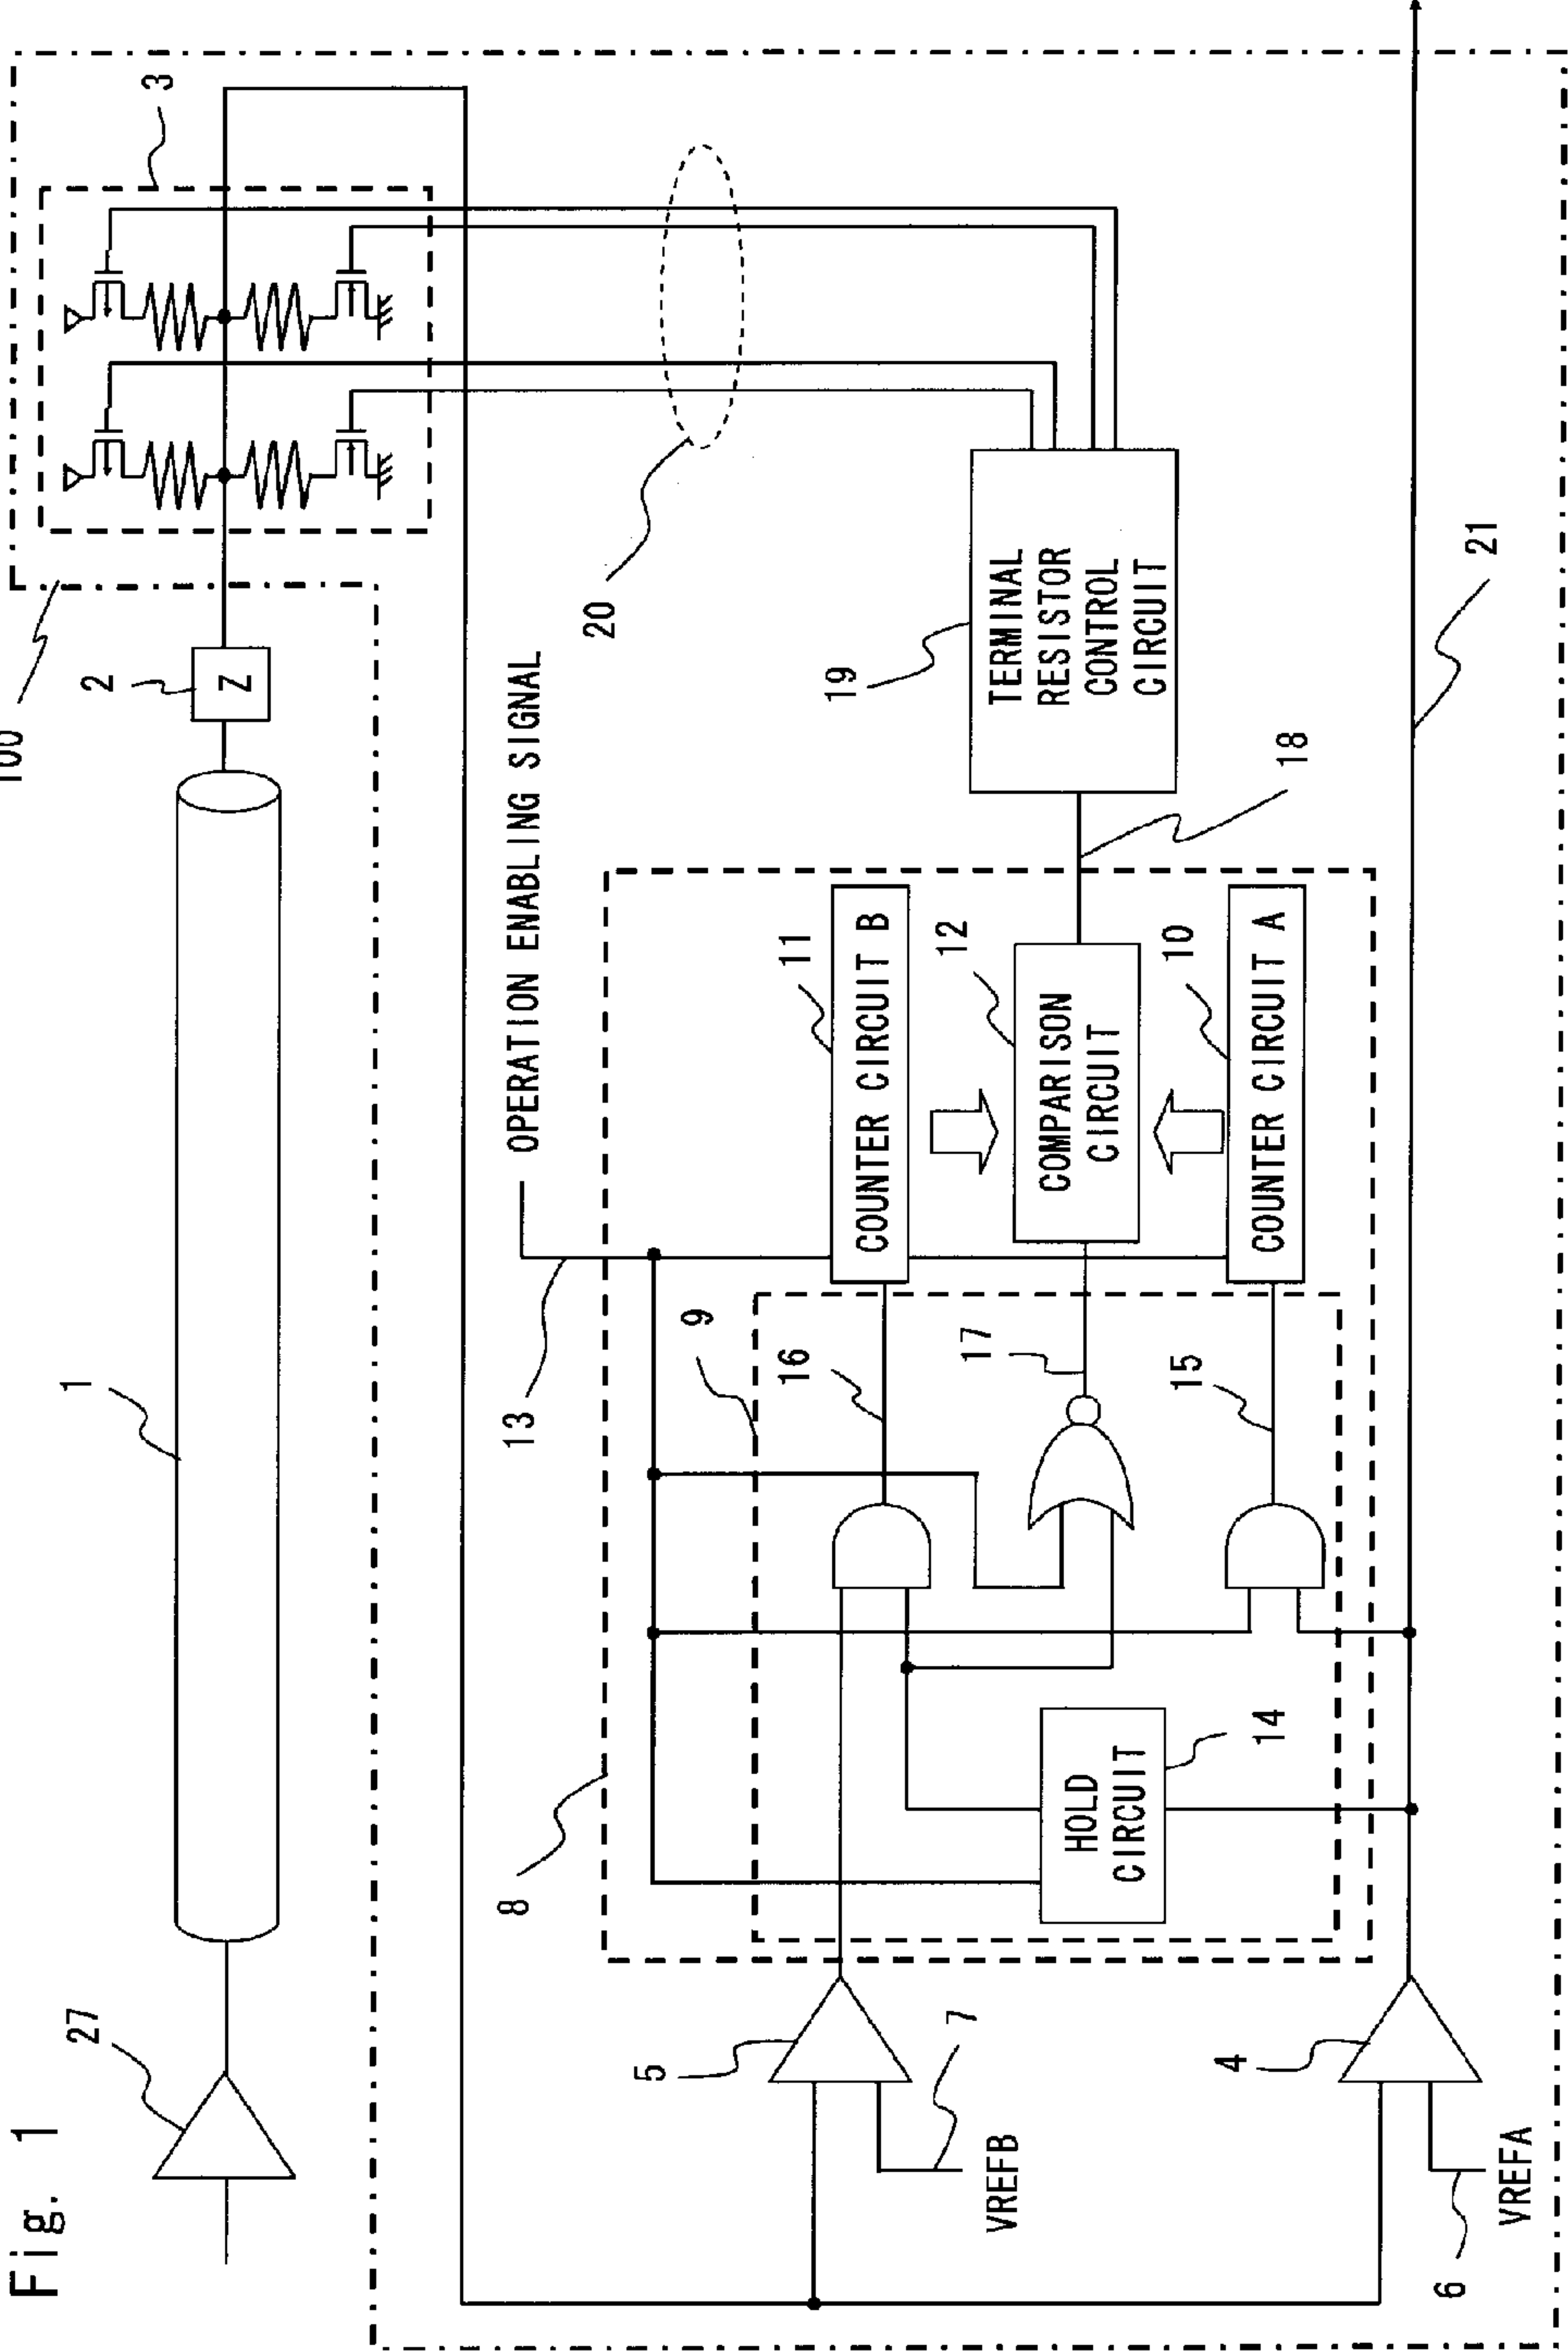 Fig. 1
27
1
2
Z
100
3
OPERATION ENABLING SIGNAL
20
13
8
9
11
COUNTER CIRCUIT B
16
12
COMPARISON
CIRCUIT
17
10
COUNTER CIRCUIT A
15
HOLD
CIRCUIT
14
19
TERMINAL
RESISTOR
CONTROL
CIRCUIT
18
5
7
VREFB
4
6
VREFA
21